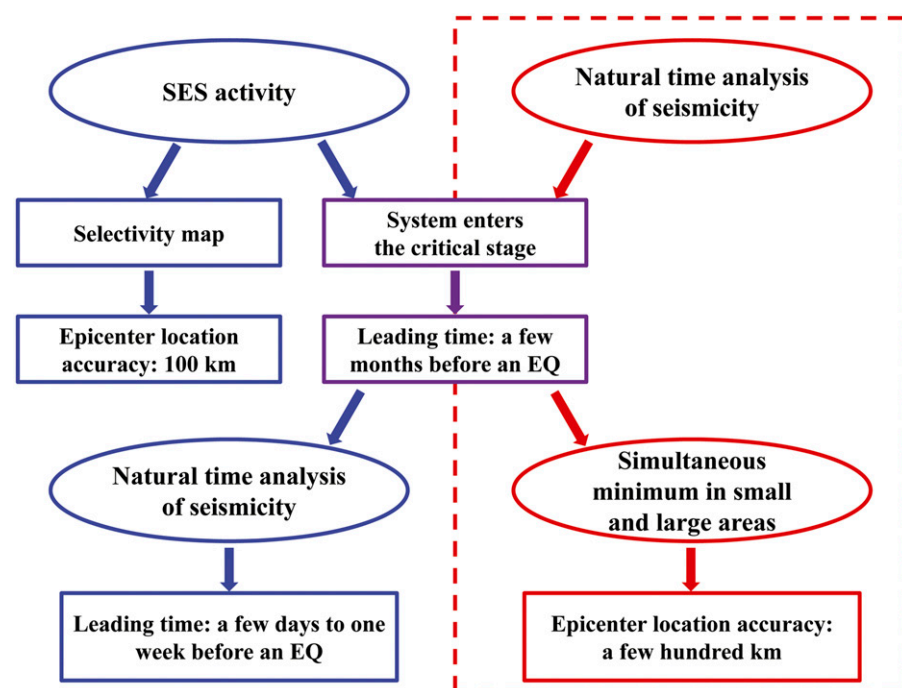 SES activity
Natural time analysis
of seismicity
Selectivity map
System enters
the critical stage
Epicenter location
accuracy: 100 km
Leading time: a few
months before an EQ
Natural time analysis
of seismicity
Simultaneous
minimum in small
and large areas
Leading time: a few days to one
week before an EQ
Epicenter location accuracy:
a few hundred km